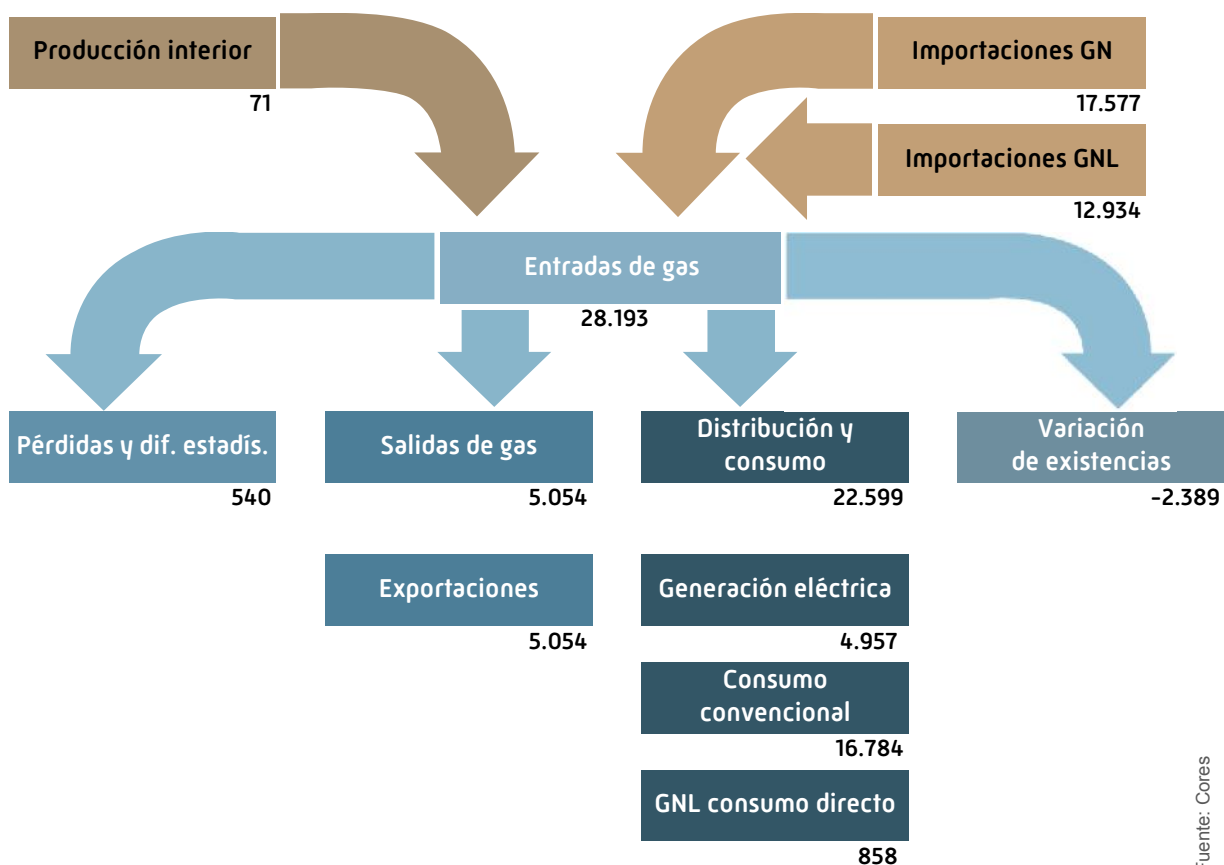 Producción interior
71
Importaciones GN
17.577
Importaciones GNL
12.934
Entradas de gas
28.193
Pérdidas y dif. estadís.
540
Salidas de gas
5.054
Distribución y
consumo
22.599
Variación
de existencias
-2.389
Exportaciones
5.054
Generación eléctrica
4.957
Consumo
convencional
16.784
GNL consumo directo
858
Fuente: Cores